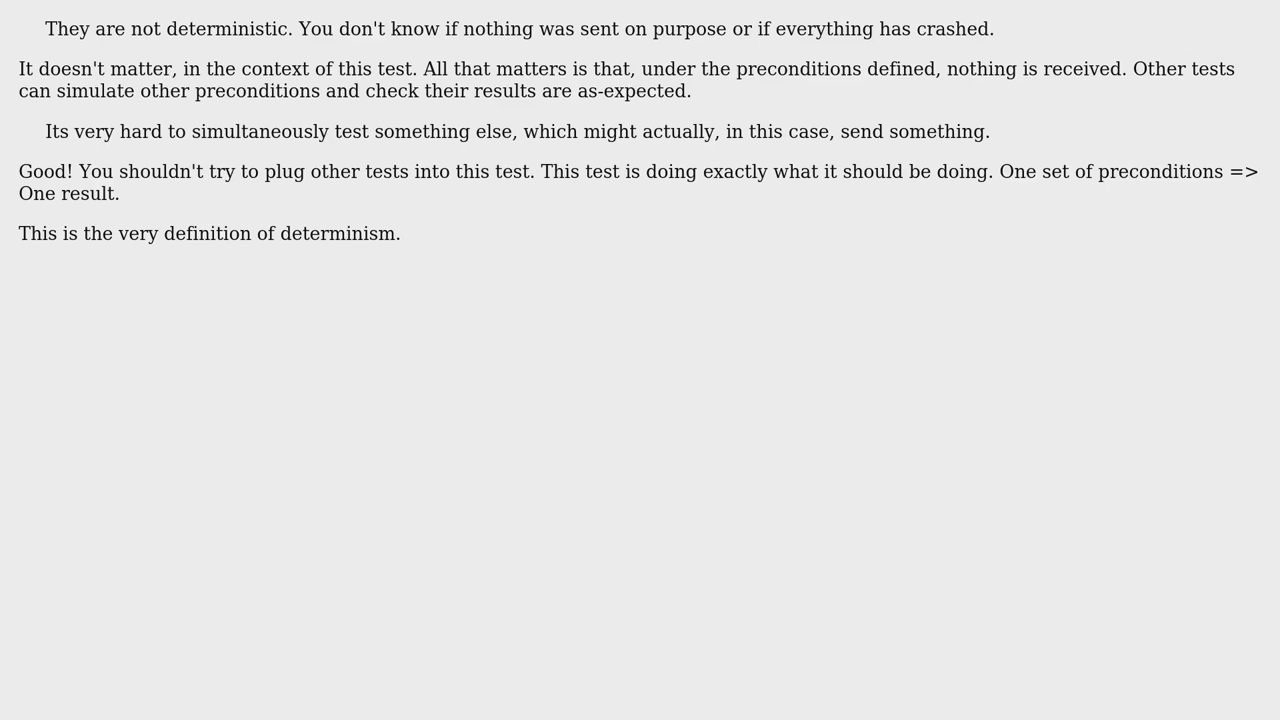 They are not deterministic. You don't know if nothing was sent on purpose or if everything has crashed.
It doesn't matter, in the context of this test. All that matters is that, under the preconditions defined, nothing is received. Other tests
can simulate other preconditions and check their results are as-expected.
Its very hard to simultaneously test something else, which might actually, in this case, send something.
Good! You shouldn't try to plug other tests into this test. This test is doing exactly what it should be doing. One set of preconditions =>
One result.
This is the very definition of determinism.